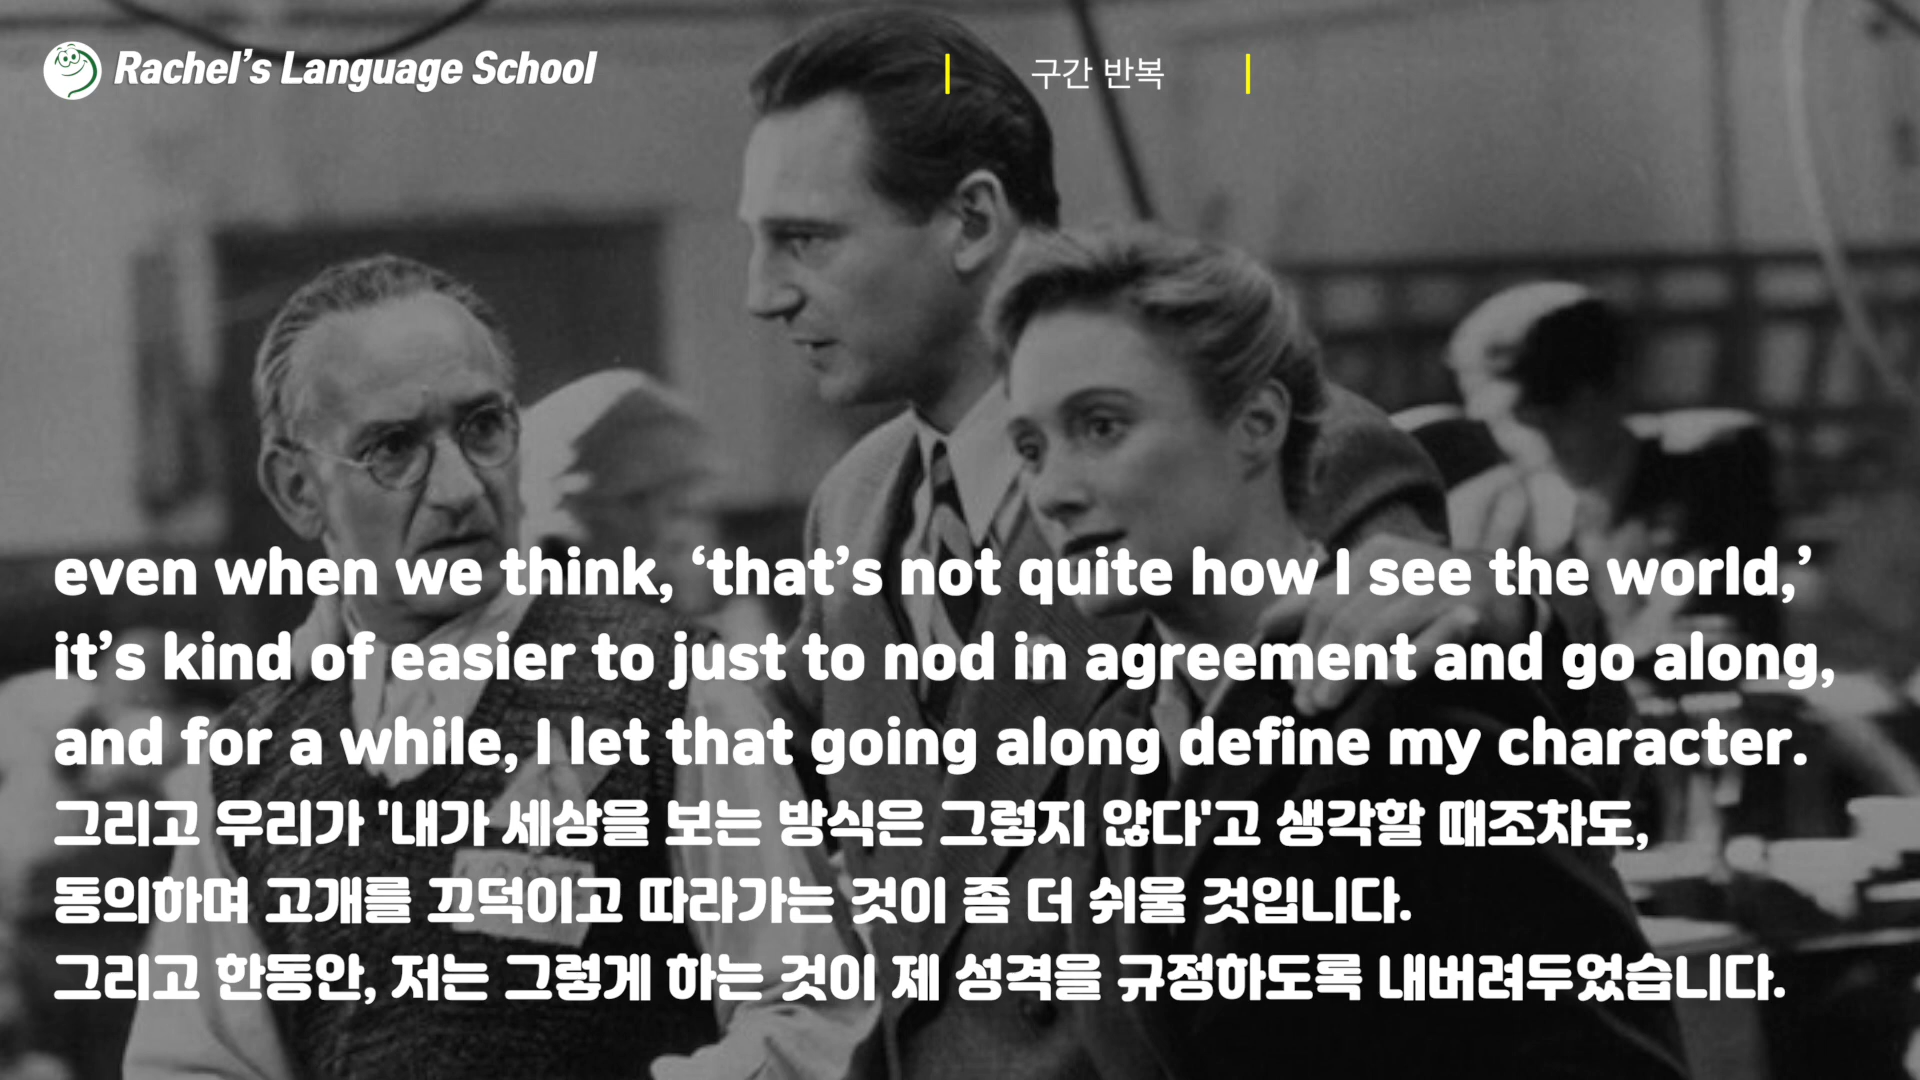 Rachel's Language School
구간 반복
even when we think, ‘that’s not quite how I see the world,’
it’s kind of easier to just to nod in agreement and go along,
and for a while, I let that going along define my character.
그리고 우리가 '내가 세상을 보는 방식은 그렇지 않다'고 생각할 때조차도,
동의하며 고개를 끄덕이고 따라가는 것이 좀 더 쉬울 것입니다.
그리고 한동안, 저는 그렇게 하는 것이 제 성격을 규정하도록 내버려두었습니다.